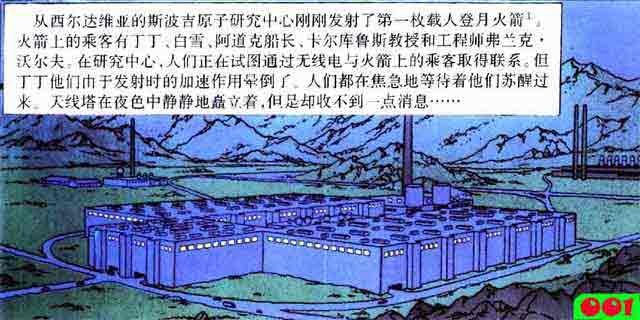 从西尔达维亚的斯波吉原子研究中心刚刚发射了第一枚载人登月火箭1。
火箭上的乘客有丁丁、白雪、阿道克船长、卡尔库鲁斯教授和工程师弗兰克·
沃尔夫。在研究中心，人们正在试图通过无线电与火箭上的乘客取得联系。但
丁丁他们由于发射时的加速作用晕倒了。人们都在焦急地等待着他们苏醒过
来。天线塔在夜色中静静地矗立着，但是却收不到一点消息……
001